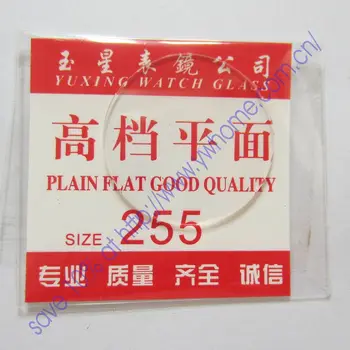 玉星表鏡公司
YUXING WATCH GLASS
高档平面
PLAIN FLAT GOOD QUALITY
SIZE 255
专业 质量 齐全 诚信